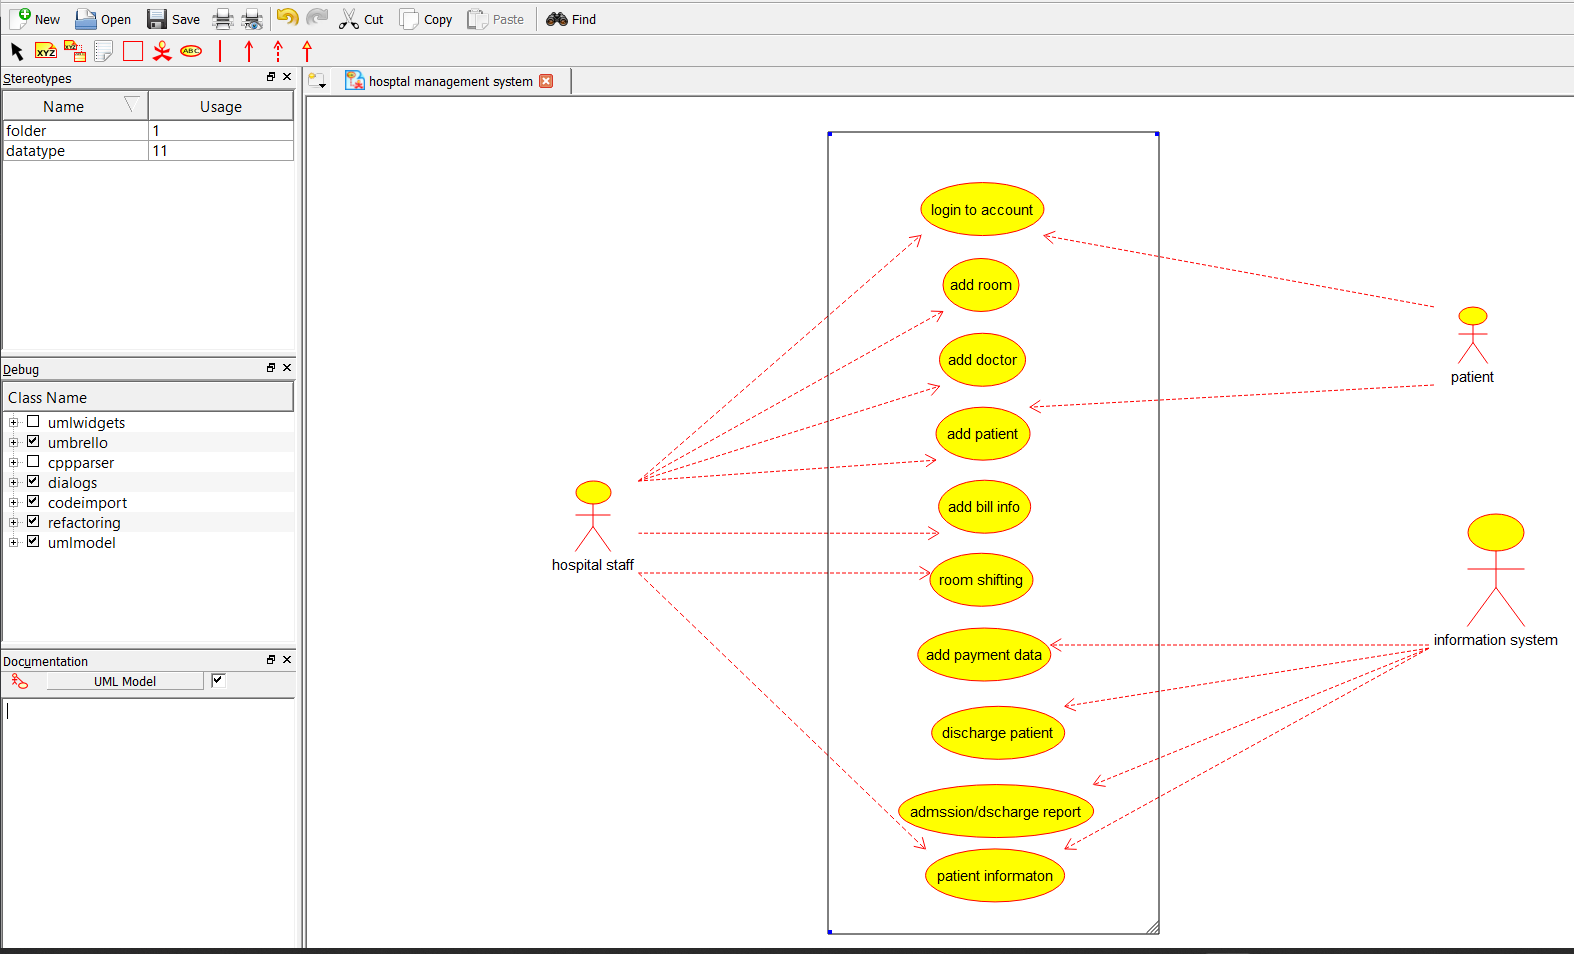 New Open Save Cut Copy Paste Find
XYZ XYZ ABC
Stereotypes
hosptal management system
Name Usage
folder 1
datatype 11
Debug
Class Name
umlwidgets
umbrello
cppparser
dialogs
codeimport
refactoring
umlmodel
Documentation
UML Model
login to account
add room
add doctor
add patient
add bill info
room shifting
add payment data
discharge patient
admssion/dscharge report
patient informaton
hospital staff
patient
information system